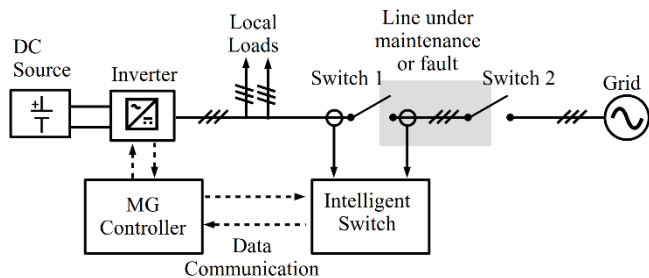 DC
Source
Inverter
Local
Loads
Line under
maintenance
or fault
Switch 1
Switch 2
Grid
MG
Controller
Data
Communication
Intelligent
Switch